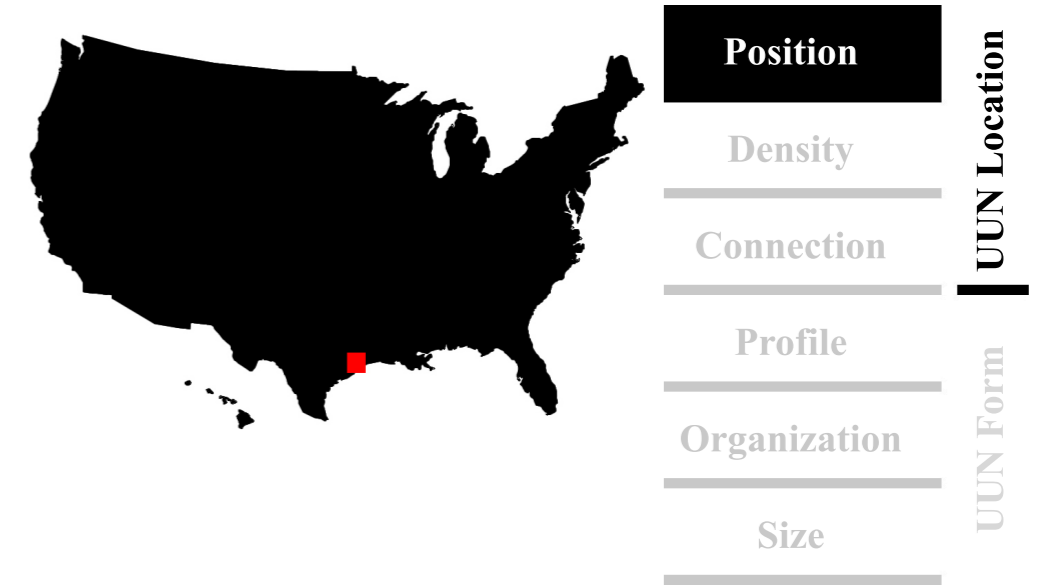 Position
Density
Connection
Profile
Organization
Size
UUN Location
UUN Form